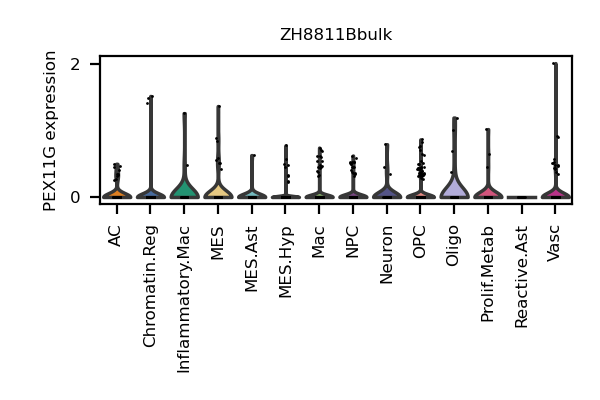 ZH8811Bbulk
PEX11G expression
2
0
AC
Chromatin.Reg
Inflammatory.Mac
MES
MES.Ast
MES.Hyp
Mac
NPC
Neuron
OPC
Oligo
Prolif.Metab
Reactive.Ast
Vasc